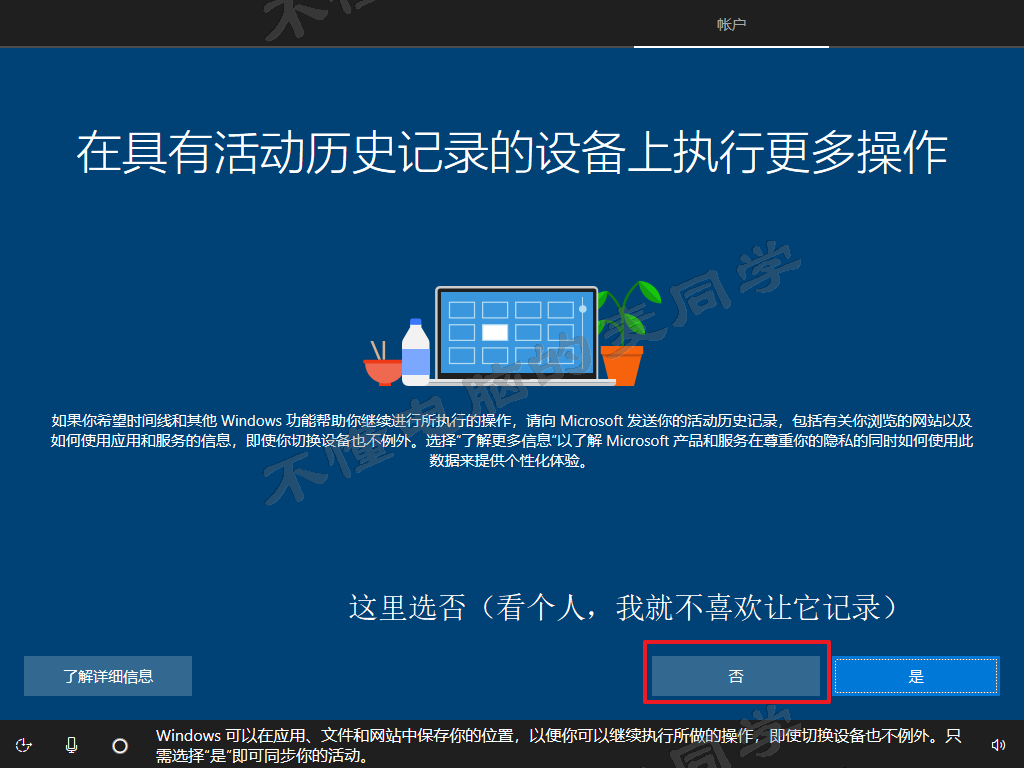 帐户
在具有活动历史记录的设备上执行更多操作
如果你希望时间线和其他 Windows 功能帮助你继续进行所执行的操作，请向 Microsoft 发送你的活动历史记录，包括有关你浏览的网站以及
如何使用应用和服务的信息，即使你切换设备也不例外。选择"了解更多信息"以了解 Microsoft 产品和服务在尊重你的隐私的同时如何使用此
数据来提供个性化体验。
不懂电脑的美同学
这里选否（看个人，我就不喜欢让它记录）
了解详细信息
否
是
Windows 可以在应用、文件和网站中保存你的位置，以便你可以继续执行所做的操作，即使切换设备也不例外。只
需选择"是"即可同步你的活动。
不懂
同学